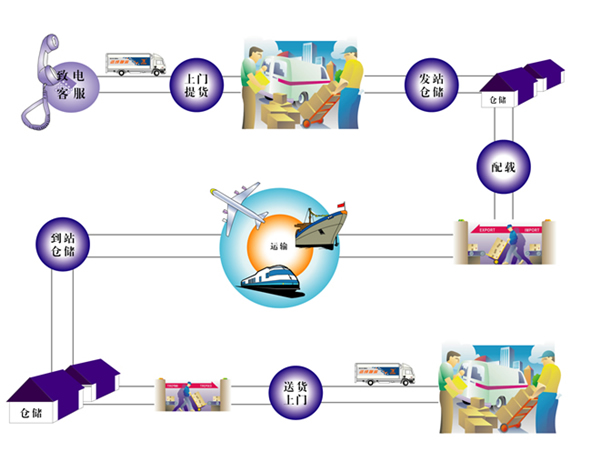 致电
客服
上门
提货
发站
仓储
仓储
配载
EXPORT IMPORT
运输
到站
仓储
仓储
送货
上门